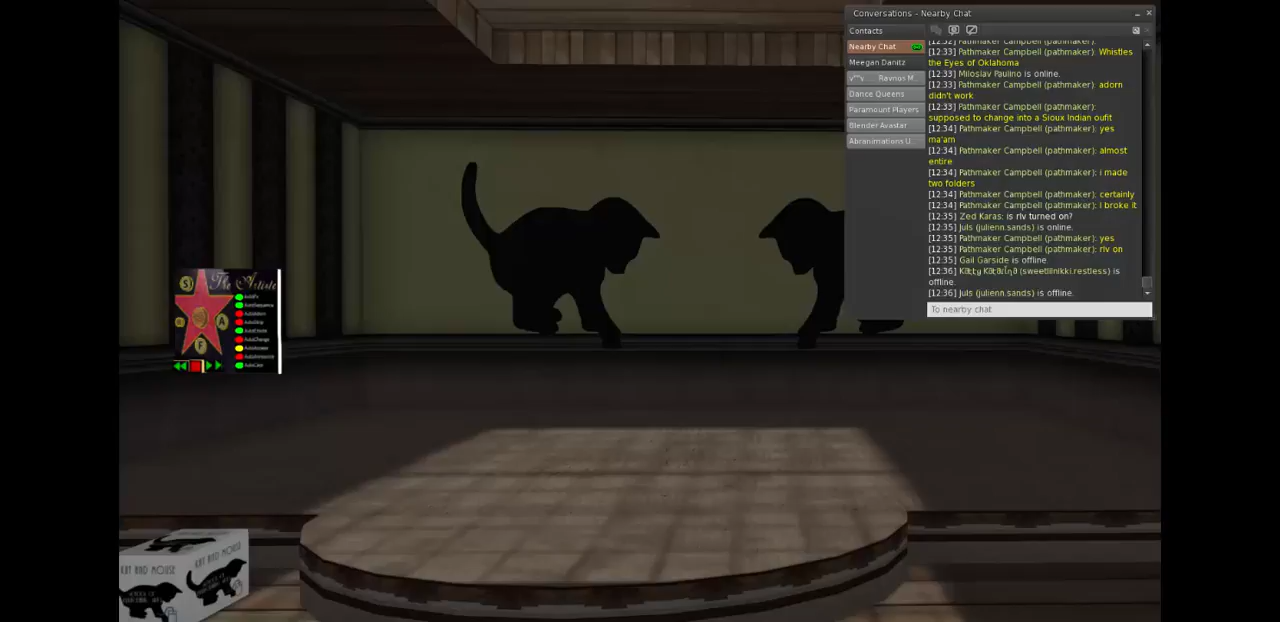 Conversations - Nearby Chat
Contacts
Nearby Chat
Meegan Danitz
Ravnos M...
Dance Queens
Paramount Players
Blender Avastar
Abranimations U...
[12:32] Pathmaker Campbell (pathmaker):
[12:33] Pathmaker Campbell (pathmaker): Whistles
the Eyes of Oklahoma
[12:33] Miloslav Paulino is online.
[12:33] Pathmaker Campbell (pathmaker): adorn
didn't work
[12:33] Pathmaker Campbell (pathmaker):
supposed to change into a Sioux Indian oufit
[12:34] Pathmaker Campbell (pathmaker): yes
ma'am
[12:34] Pathmaker Campbell (pathmaker): almost
entire
[12:34] Pathmaker Campbell (pathmaker): i made
two folders
[12:34] Pathmaker Campbell (pathmaker): certainly
[12:34] Pathmaker Campbell (pathmaker): I broke it
[12:35] Zed Karas: is rlv turned on?
[12:35] Juls (julienn.sands) is online.
[12:35] Pathmaker Campbell (pathmaker): yes
[12:35] Pathmaker Campbell (pathmaker): rlv on
[12:35] Gail Garside is offline.
[12:36] (sweetlilnikki.restless) is
offline.
[12:36] Juls (julienn.sands) is offline.
To nearby chat
The Artiste
A
F
KAT AND MOUSE
KAT AND MOUSE